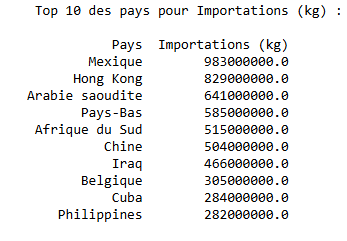 Top 10 des pays pour Importations (kg) :
Pays Importations (kg)
Mexique 983000000.0
Hong Kong 829000000.0
Arabie saoudite 641000000.0
Pays-Bas 585000000.0
Afrique du Sud 515000000.0
Chine 504000000.0
Iraq 466000000.0
Belgique 305000000.0
Cuba 284000000.0
Philippines 282000000.0